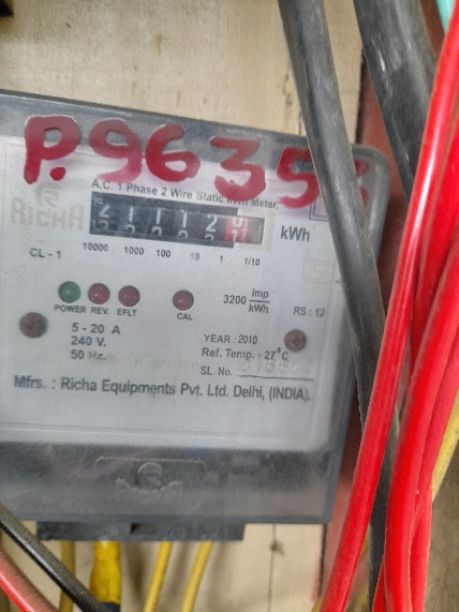 P.9635
A.C. 1 Phase 2 Wire Static kWh Meter.
RICHA
21112
kWh
CL - 1
10000 1000 100 10 1 1/10
3200 Imp/kWh
POWER REV. EFLT CAL
RS : 12
5 - 20 A
240 V.
50 Hz.
YEAR : 2010
Ref. Temp. - 27°C
SL. No.
Mfrs. : Richa Equipments Pvt. Ltd. Delhi, (INDIA).